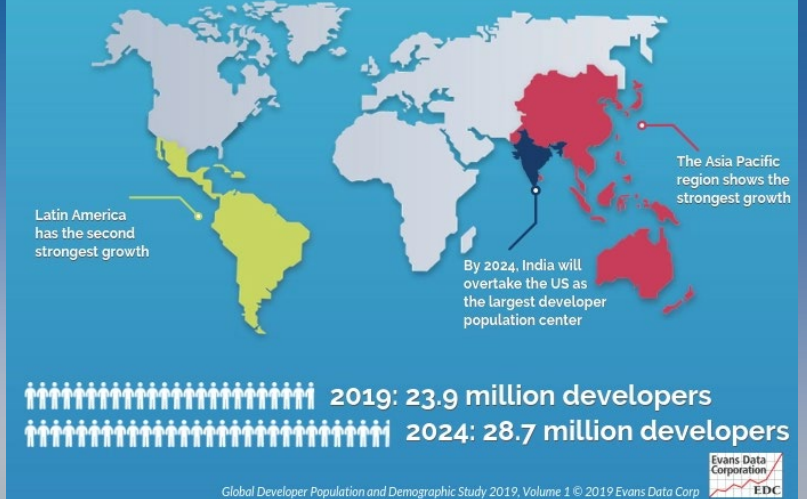 The Asia Pacific
region shows the
strongest growth
Latin America
has the second
strongest growth
By 2024, India will
overtake the US as
the largest developer
population center
2019: 23.9 million developers
2024: 28.7 million developers
Evans Data
Corporation
EDC
Global Developer Population and Demographic Study 2019, Volume 1 © 2019 Evans Data Corp